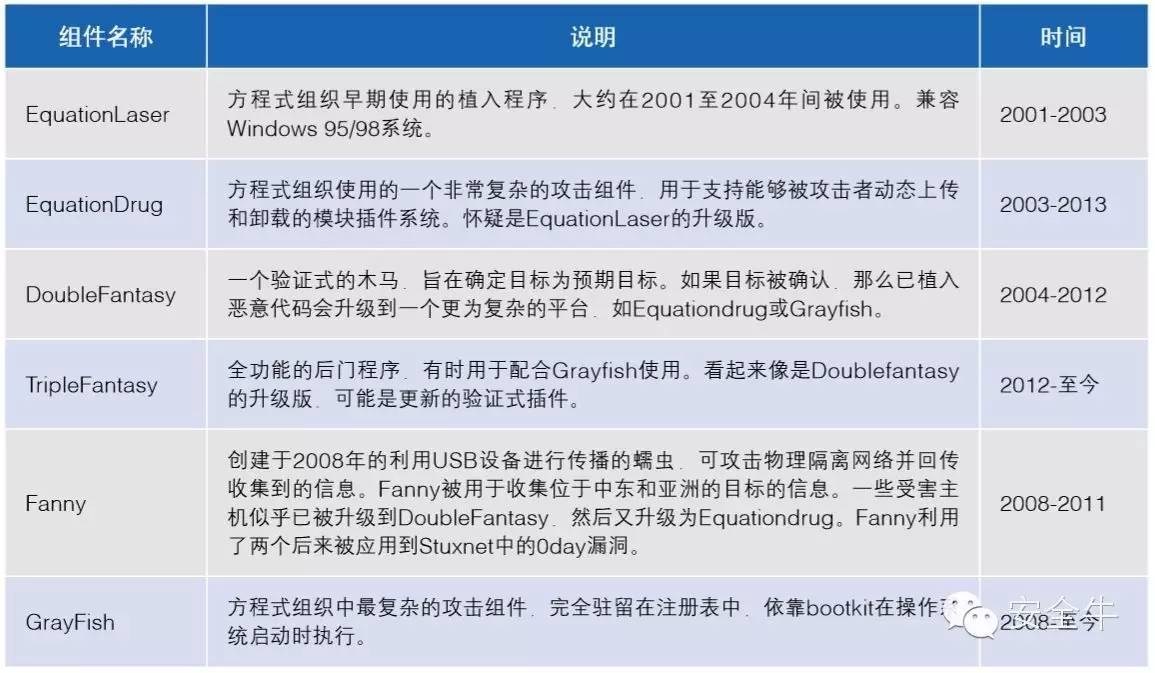 组件名称
说明
时间
EquationLaser
方程式组织早期使用的植入程序，大约在2001至2004年间被使用。兼容
Windows 95/98系统。
2001-2003
EquationDrug
方程式组织使用的一个非常复杂的攻击组件，用于支持能够被攻击者动态上传
和卸载的模块插件系统。怀疑是EquationLaser的升级版。
2003-2013
DoubleFantasy
一个验证式的木马，旨在确定目标为预期目标。如果目标被确认，那么已植入
恶意代码会升级到一个更为复杂的平台，如Equationdrug或Grayfish。
2004-2012
TripleFantasy
全功能的后门程序，有时用于配合Grayfish使用。看起来像是Doublefantasy
的升级版，可能是更新的验证式插件。
2012-至今
Fanny
创建于2008年的利用USB设备进行传播的蠕虫，可攻击物理隔离网络并回传
收集到的信息。Fanny被用于收集位于中东和亚洲的目标的信息。一些受害主
机似乎已被升级到DoubleFantasy，然后又升级为Equationdrug。Fanny利用
了两个后来被应用到Stuxnet中的0day漏洞。
2008-2011
GrayFish
方程式组织中最复杂的攻击组件，完全驻留在注册表中，依靠bootkit在操作系
统启动时执行。
2008-至今
安全牛